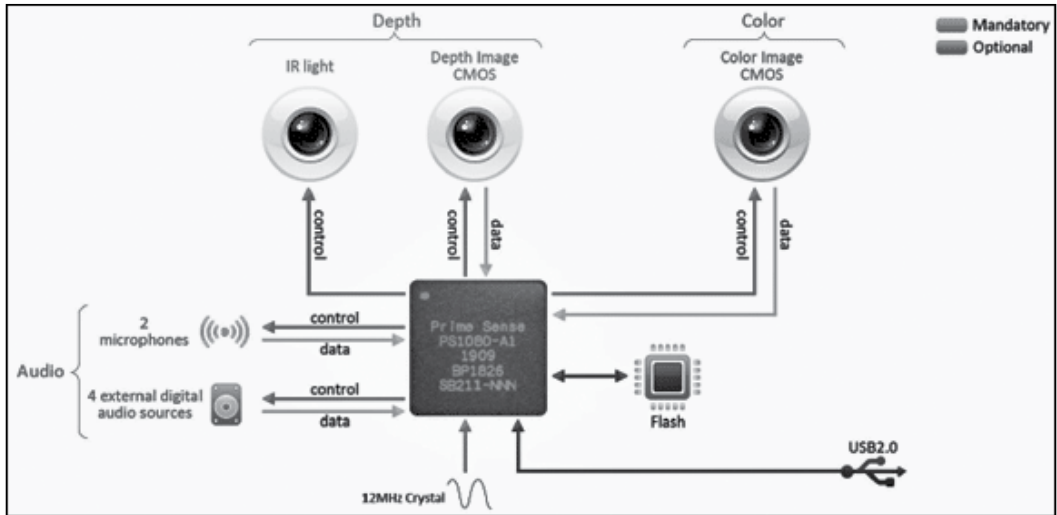 Depth
Color
Mandatory
Optional
IR light
Depth Image
CMOS
Color Image
CMOS
control
control
data
control
data
Audio
2
microphones
control
data
4 external digital
audio sources
control
data
Prime Sense
PS1080-A1
1909
BP1826
SB211-NNN
Flash
USB2.0
12MHz Crystal